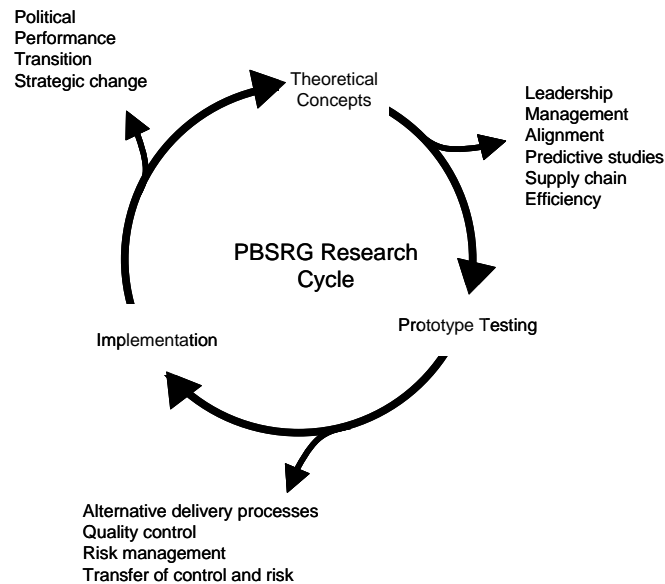 Political
Performance
Transition
Strategic change
Theoretical
Concepts
Leadership
Management
Alignment
Predictive studies
Supply chain
Efficiency
PBSRG Research
Cycle
Prototype Testing
Implementation
Alternative delivery processes
Quality control
Risk management
Transfer of control and risk